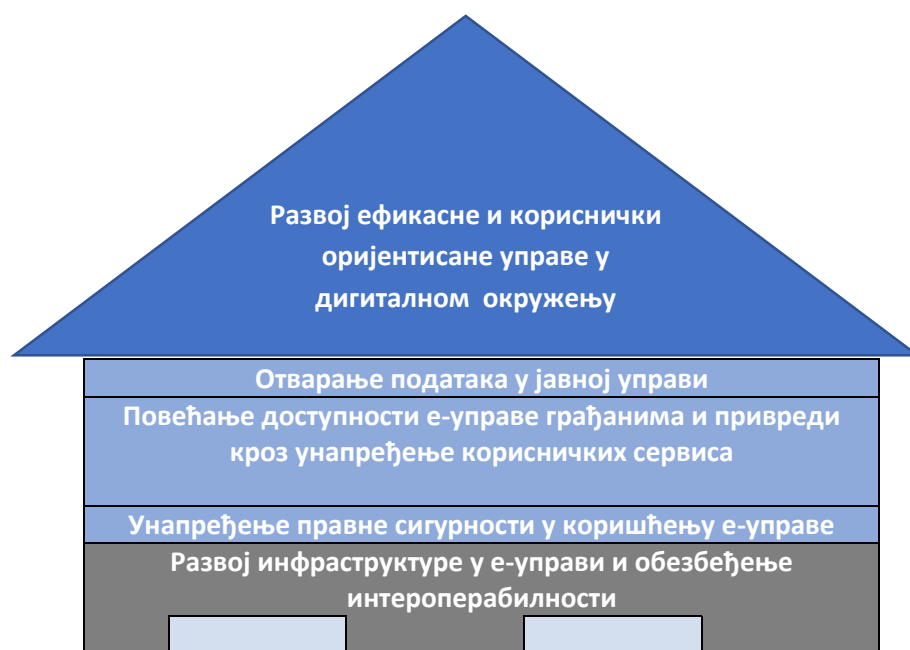 Развој ефикасне и кориснички
оријентисане управе у
дигиталном окружењу
Отварање података у јавној управи
Повећање доступности е-управе грађанима и привреди
кроз унапређење корисничких сервиса
Унапређење правне сигурности у коришћењу е-управе
Развој инфраструктуре у е-управи и обезбеђење
интероперабилности